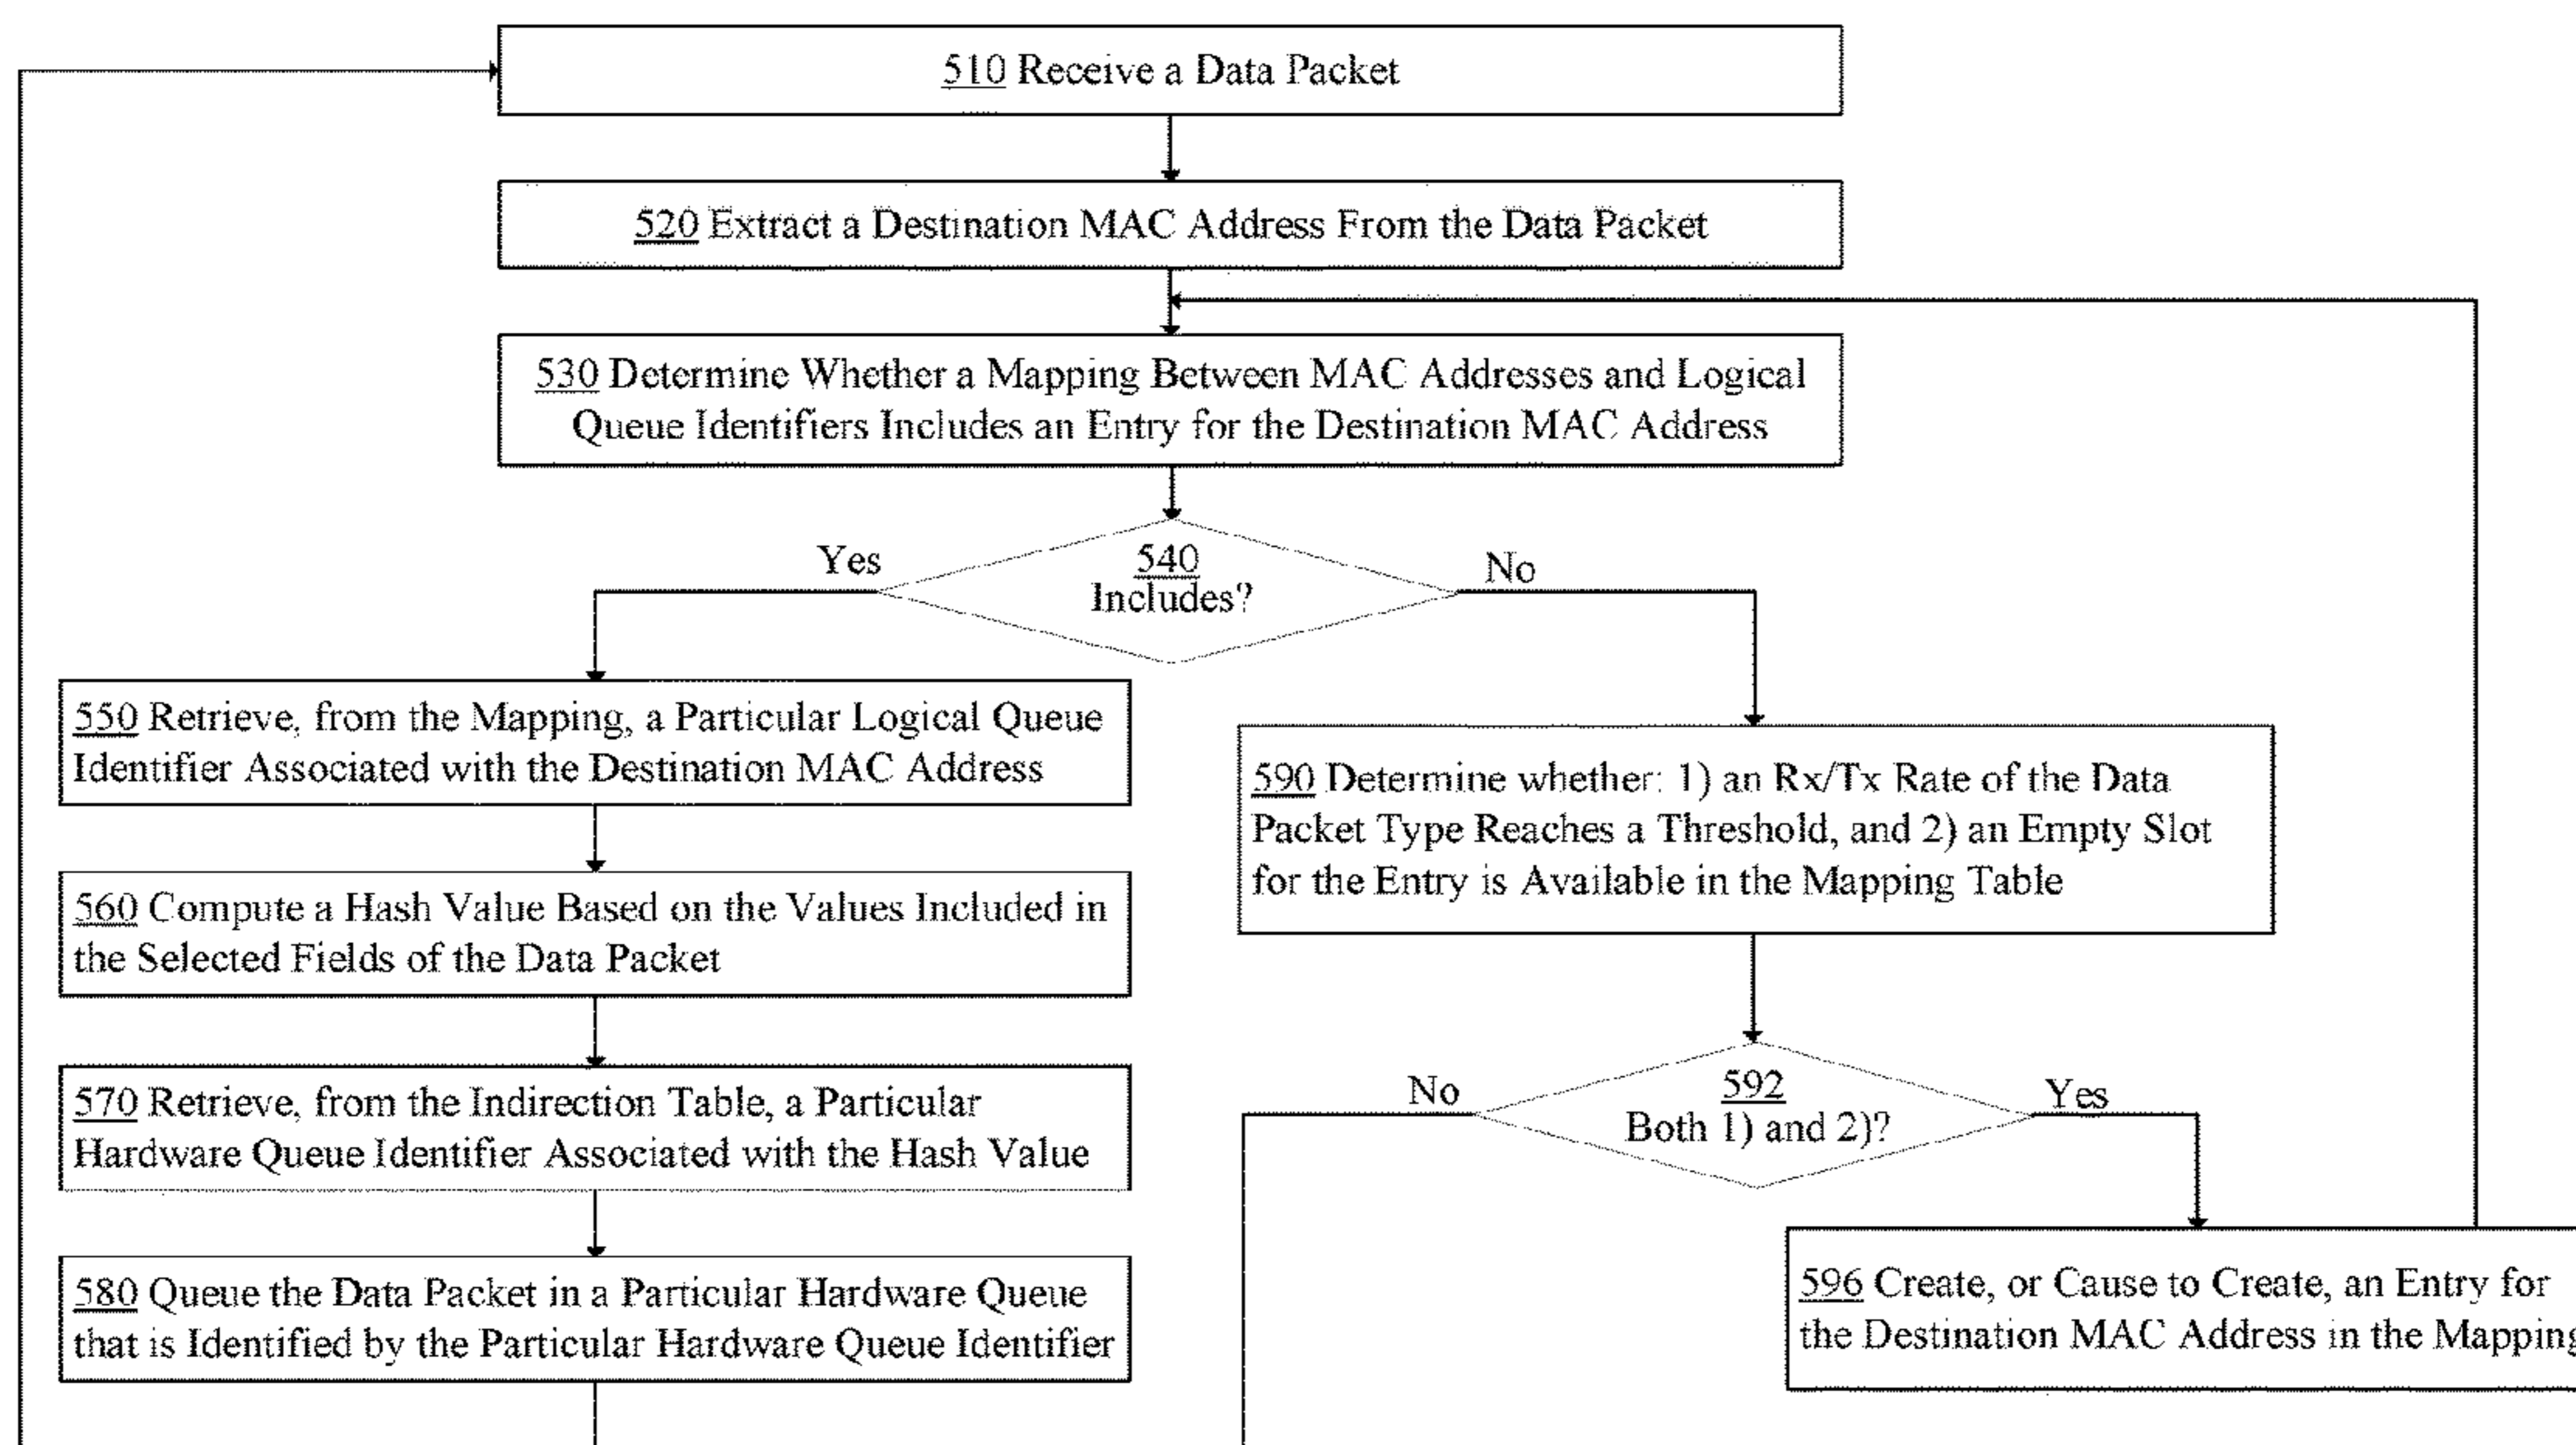 510 Receive a Data Packet
520 Extract a Destination MAC Address From the Data Packet
530 Determine Whether a Mapping Between MAC Addresses and Logical
Queue Identifiers Includes an Entry for the Destination MAC Address
540
Includes?
Yes
No
550 Retrieve, from the Mapping, a Particular Logical Queue
Identifier Associated with the Destination MAC Address
560 Compute a Hash Value Based on the Values Included in
the Selected Fields of the Data Packet
570 Retrieve, from the Indirection Table, a Particular
Hardware Queue Identifier Associated with the Hash Value
580 Queue the Data Packet in a Particular Hardware Queue
that is Identified by the Particular Hardware Queue Identifier
590 Determine whether: 1) an Rx/Tx Rate of the Data
Packet Type Reaches a Threshold, and 2) an Empty Slot
for the Entry is Available in the Mapping Table
592
Both 1) and 2)?
No
Yes
596 Create, or Cause to Create, an Entry for
the Destination MAC Address in the Mapping